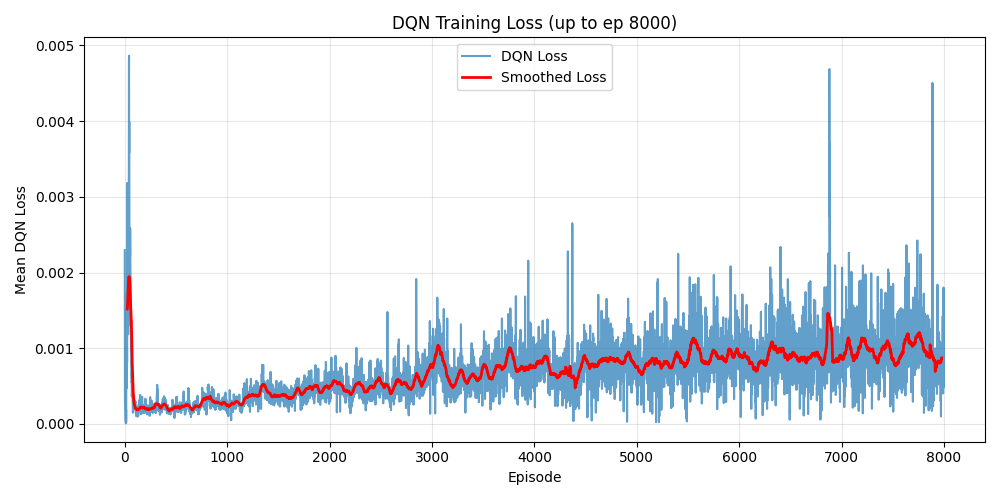 DQN Training Loss (up to ep 8000)
DQN Loss
Smoothed Loss
0.005
0.004
0.003
0.002
0.001
0.000
Mean DQN Loss
0 1000 2000 3000 4000 5000 6000 7000 8000
Episode